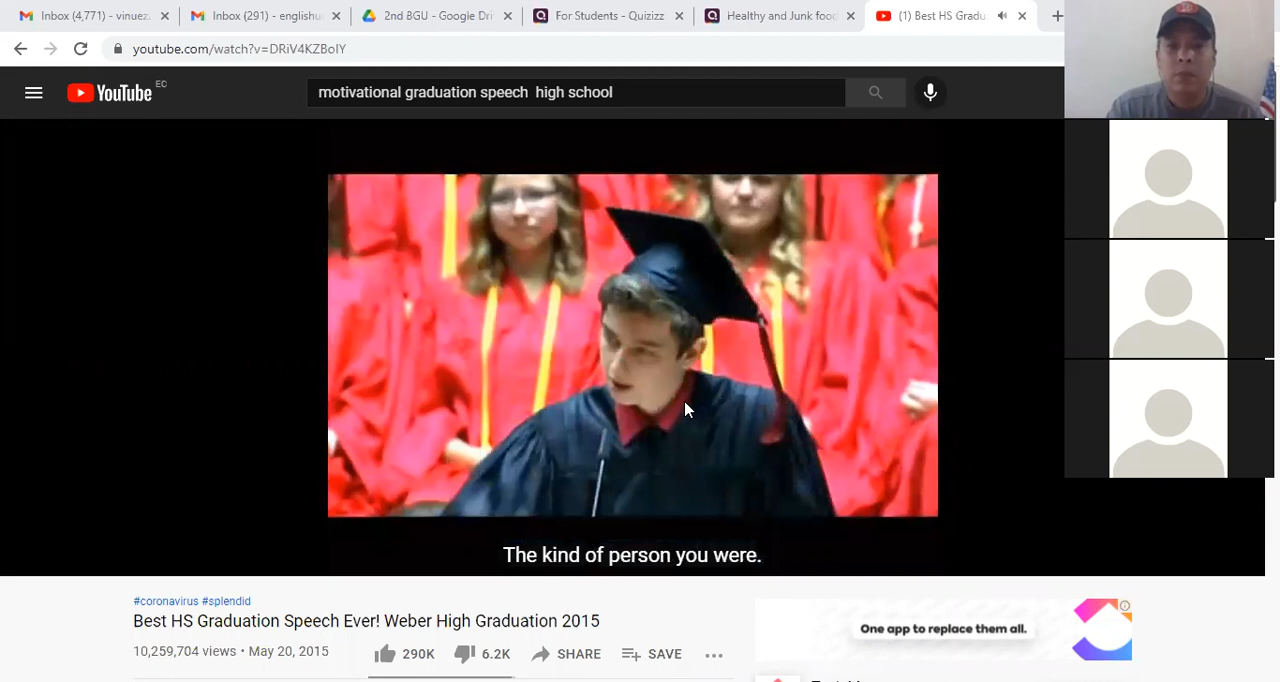 Inbox (4,771) - vinuez
Inbox (291) - englishu
2nd BGU - Google Dri
For Students - Quizizz
Healthy and Junk food
(1) Best HS Gradu
youtube.com/watch?v=DRiV4KZBoIY
YouTube EC
motivational graduation speech high school
The kind of person you were.
#coronavirus #splendid
Best HS Graduation Speech Ever! Weber High Graduation 2015
10,259,704 views • May 20, 2015
290K
6.2K
SHARE
SAVE
One app to replace them all.